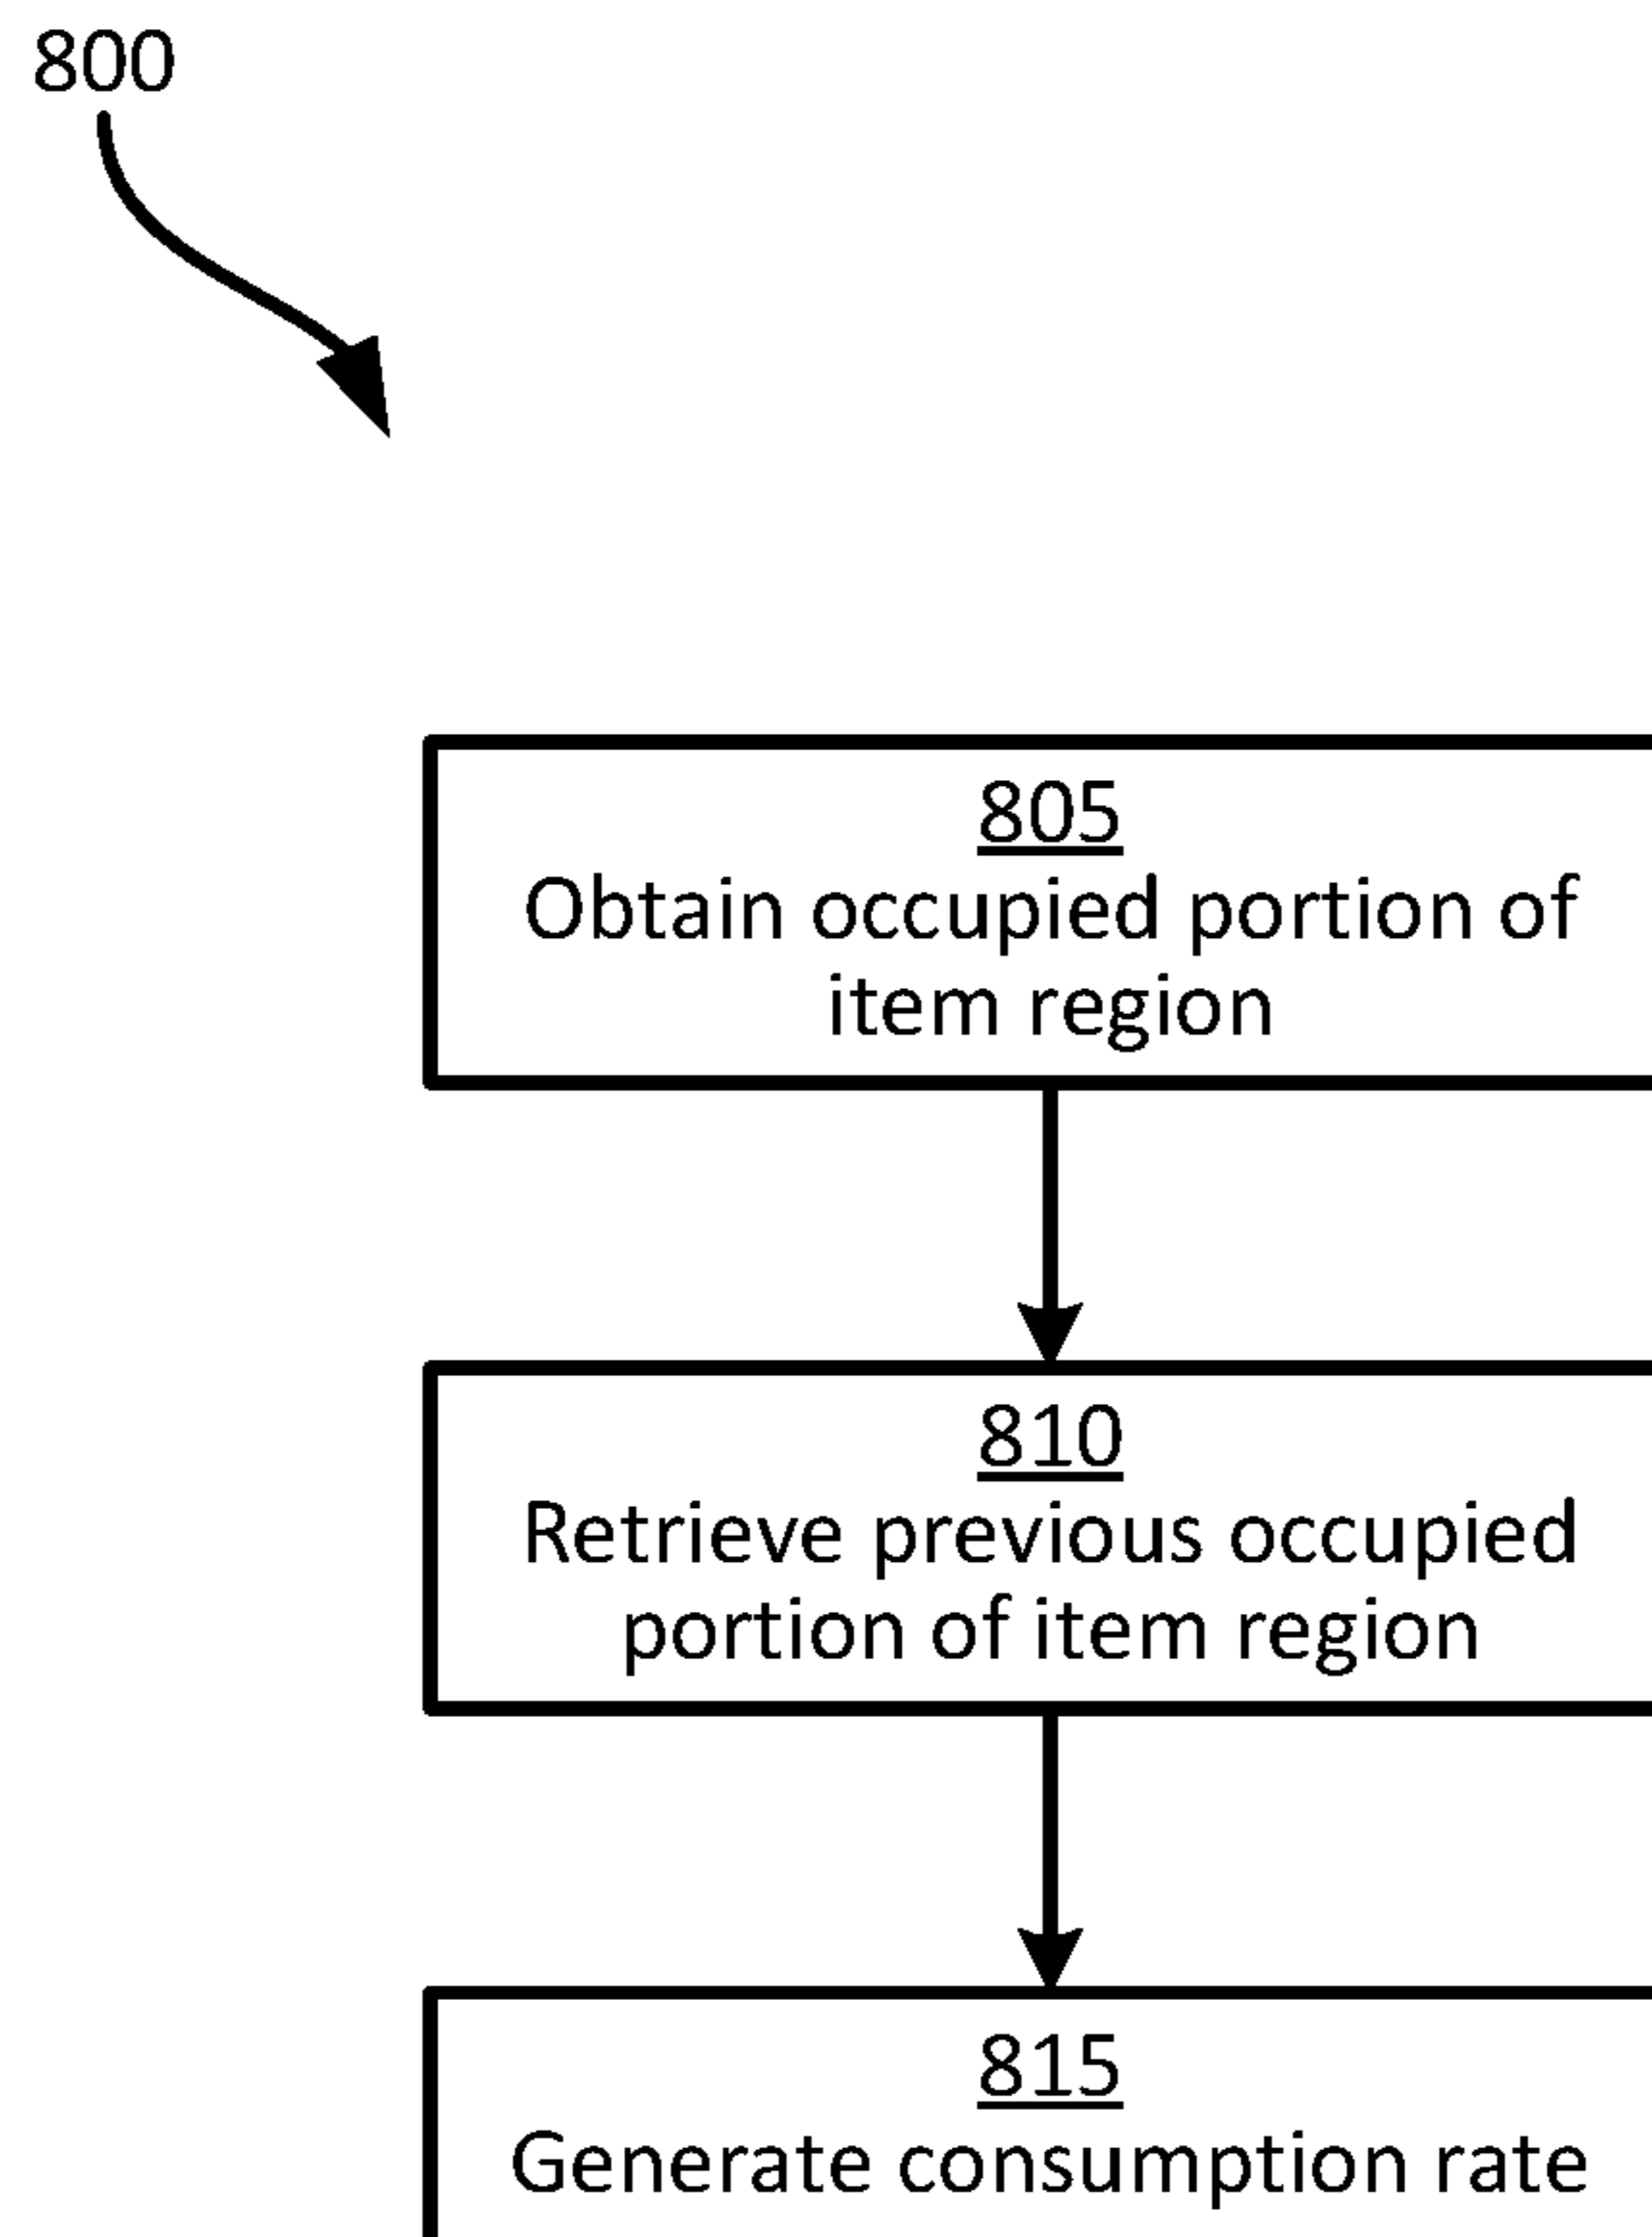 800
805
Obtain occupied portion of
item region
810
Retrieve previous occupied
portion of item region
815
Generate consumption rate